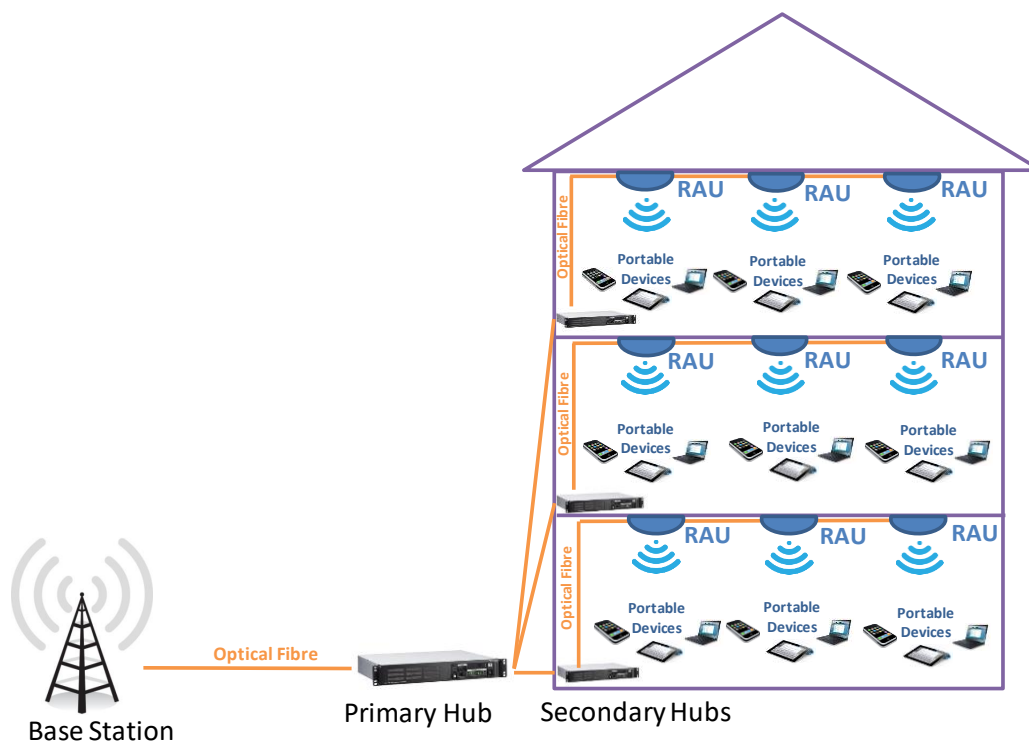 RAU
RAU
RAU
Optical Fibre
Portable
Devices
Portable
Devices
Portable
Devices
RAU
RAU
RAU
Optical Fibre
Portable
Devices
Portable
Devices
Portable
Devices
RAU
RAU
RAU
Optical Fibre
Portable
Devices
Portable
Devices
Portable
Devices
Optical Fibre
Base Station
Primary Hub
Secondary Hubs